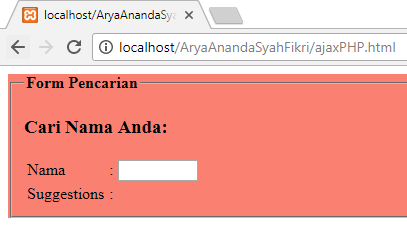 localhost/AryaAnandaSya
localhost/AryaAnandaSyahFikri/ajaxPHP.html
Form Pencarian
Cari Nama Anda:
Nama :
Suggestions :